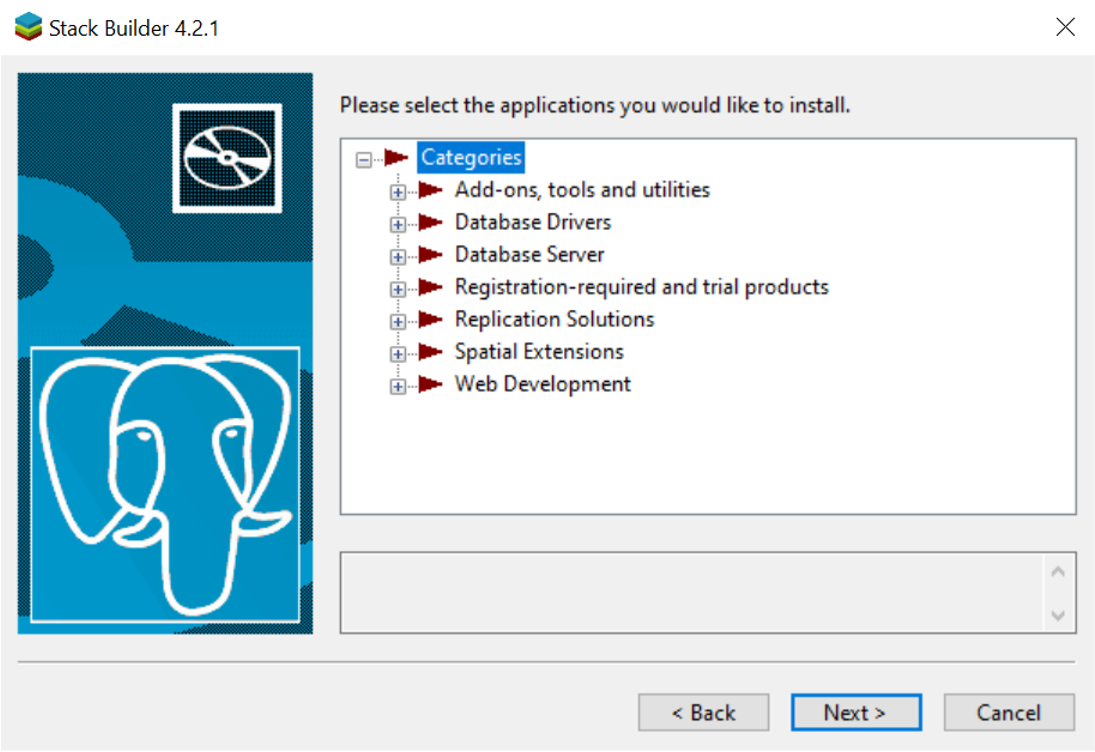 Stack Builder 4.2.1
Please select the applications you would like to install.
Categories
Add-ons, tools and utilities
Database Drivers
Database Server
Registration-required and trial products
Replication Solutions
Spatial Extensions
Web Development
< Back Next > Cancel